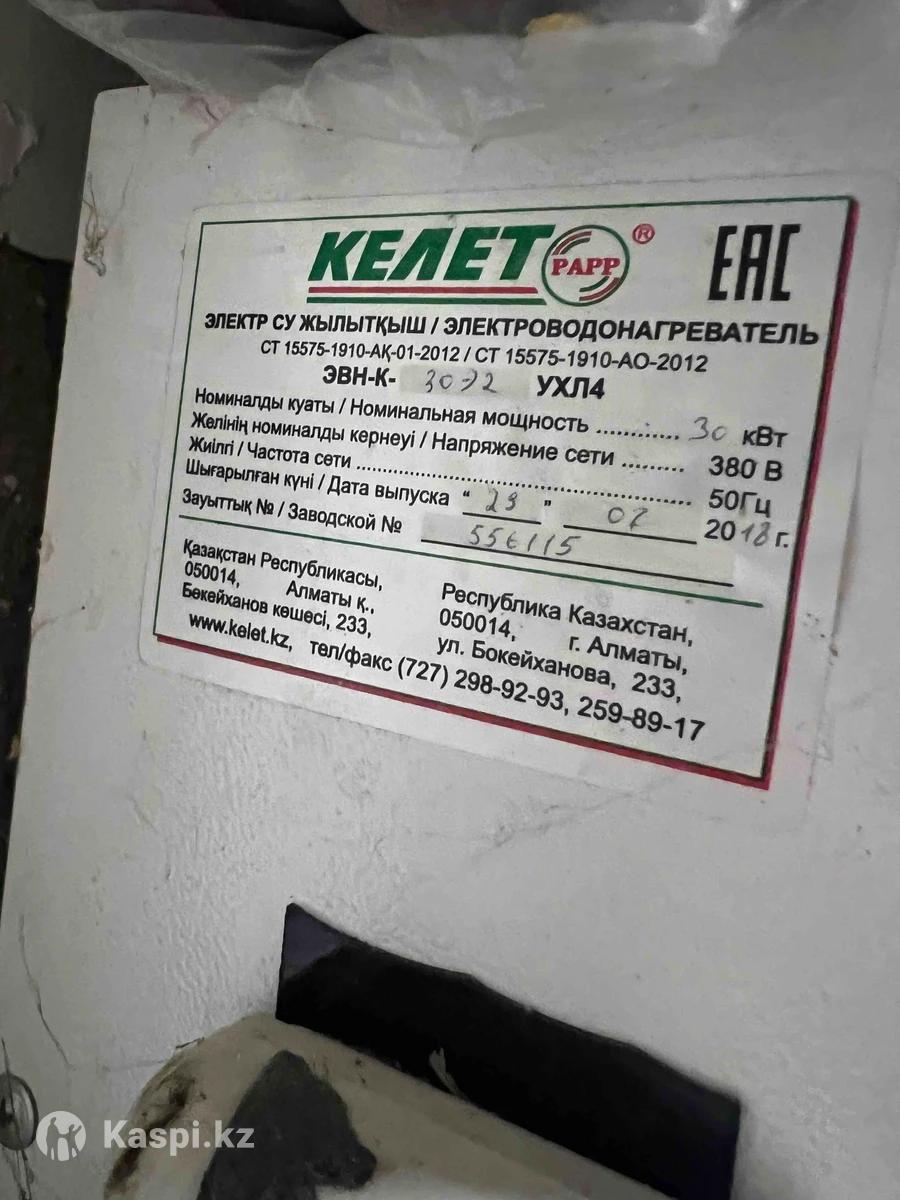 КЕЛЕТ PAPP ® EAC
ЭЛЕКТР СУ ЖЫЛЫТҚЫШ / ЭЛЕКТРОВОДОНАГРЕВАТЕЛЬ
СТ 15575-1910-АҚ-01-2012 / СТ 15575-1910-АО-2012
ЭВН-К- УХЛ4
Номиналды куаты / Номинальная мощность ............ 30 кВт
Желінің номиналды кернеуі / Напряжение сети ......... 380 В
Жиілгі / Частота сети ........................................................ 50Гц
Шығарылған күні / Дата выпуска “ 23 ” 07 2018 г.
Зауыттық № / Заводской № 556115
Қазақстан Республикасы,
050014, Алматы қ.,
Бөкейханов көшесі, 233,
Республика Казахстан,
050014, г. Алматы,
ул. Бокейханова, 233,
www.kelet.kz, тел/факс (727) 298-92-93, 259-89-17
Kaspi.kz